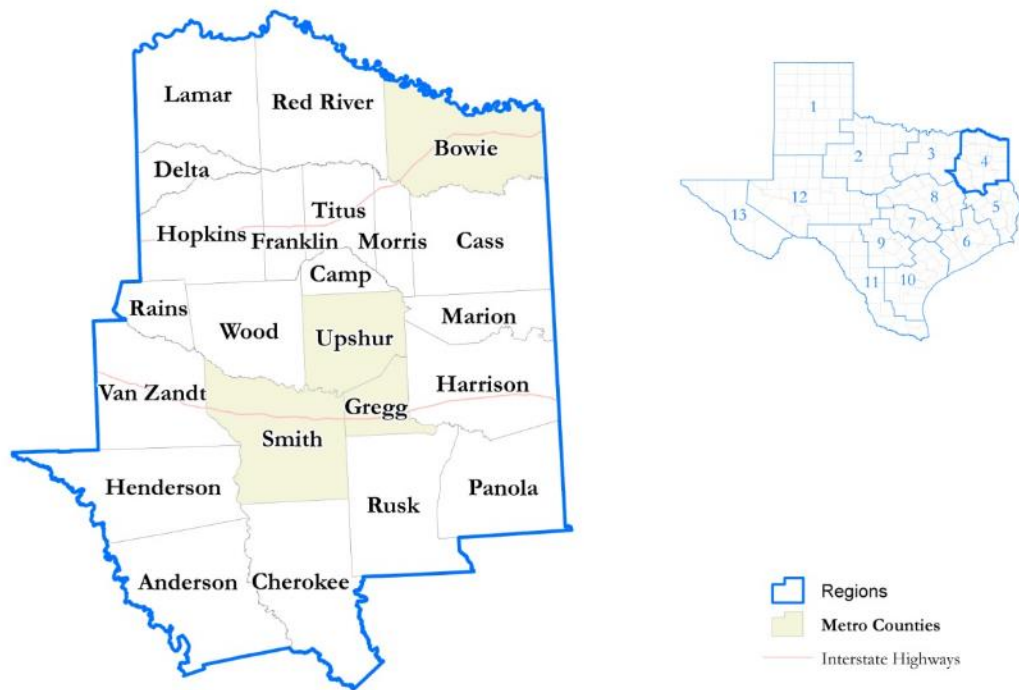 Lamar
Red River
Bowie
Delta
Titus
Hopkins
Franklin
Morris
Cass
Camp
Rains
Wood
Upshur
Marion
Van Zandt
Gregg
Harrison
Smith
Henderson
Rusk
Panola
Anderson
Cherokee
1
2
3
4
12
8
5
13
7
9
6
11
10
Regions
Metro Counties
Interstate Highways